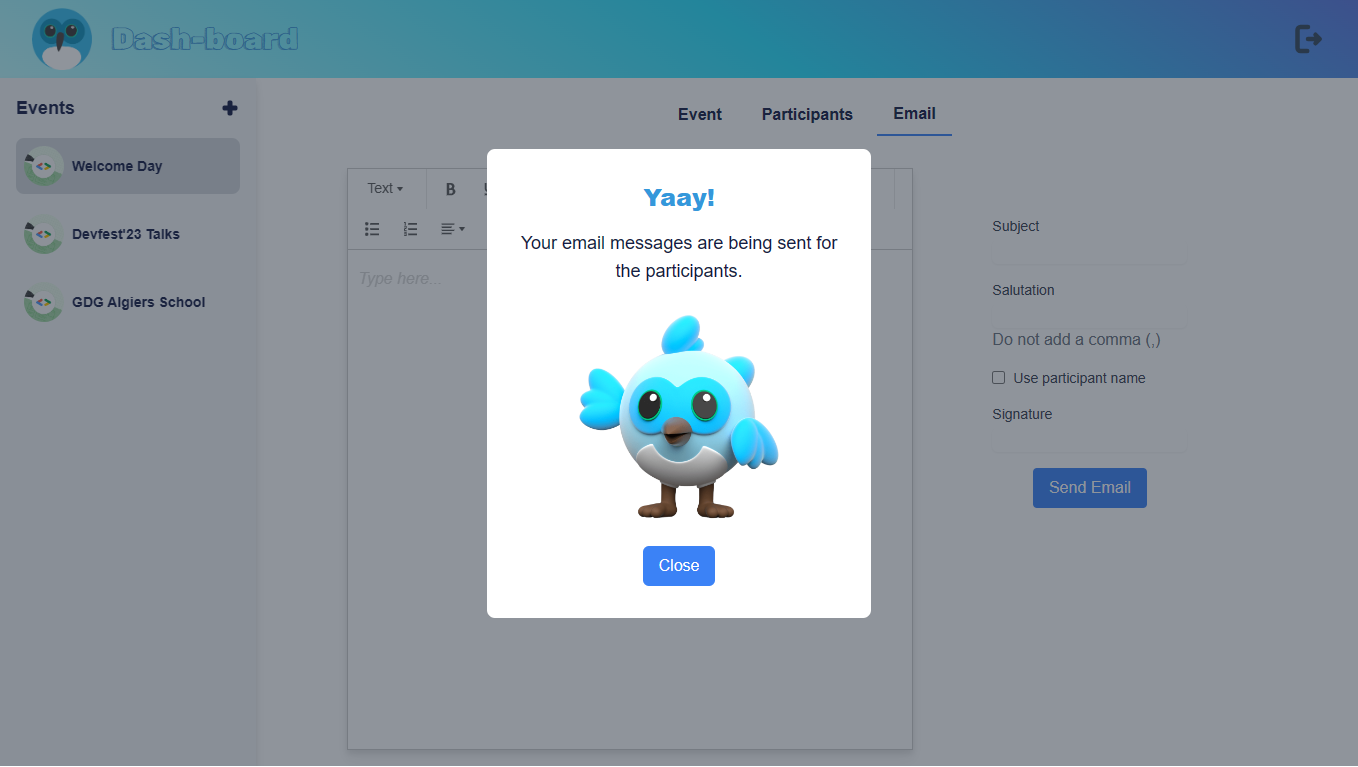 Dash-board
Events
Event Participants Email
Welcome Day
Devfest'23 Talks
GDG Algiers School
Text
B
Type here...
Yaay!
Your email messages are being sent for
the participants.
Close
Subject
Salutation
Do not add a comma (,)
Use participant name
Signature
Send Email